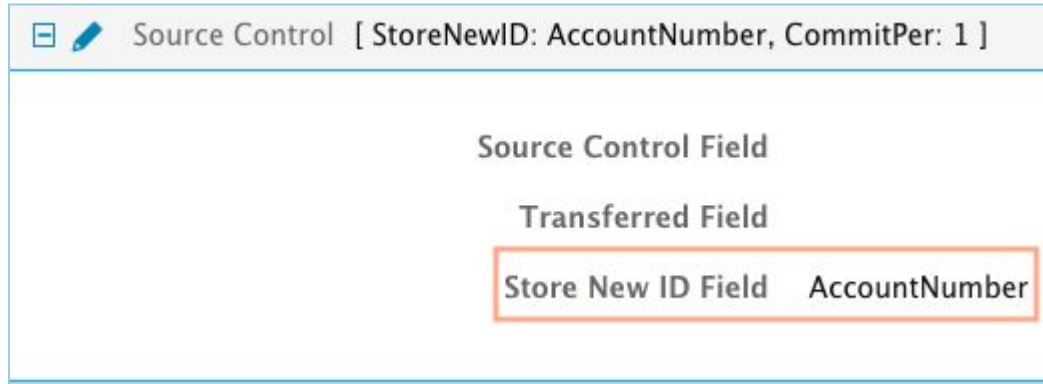 Source Control [ StoreNewID: AccountNumber, CommitPer: 1 ]
Source Control Field
Transferred Field
Store New ID Field AccountNumber